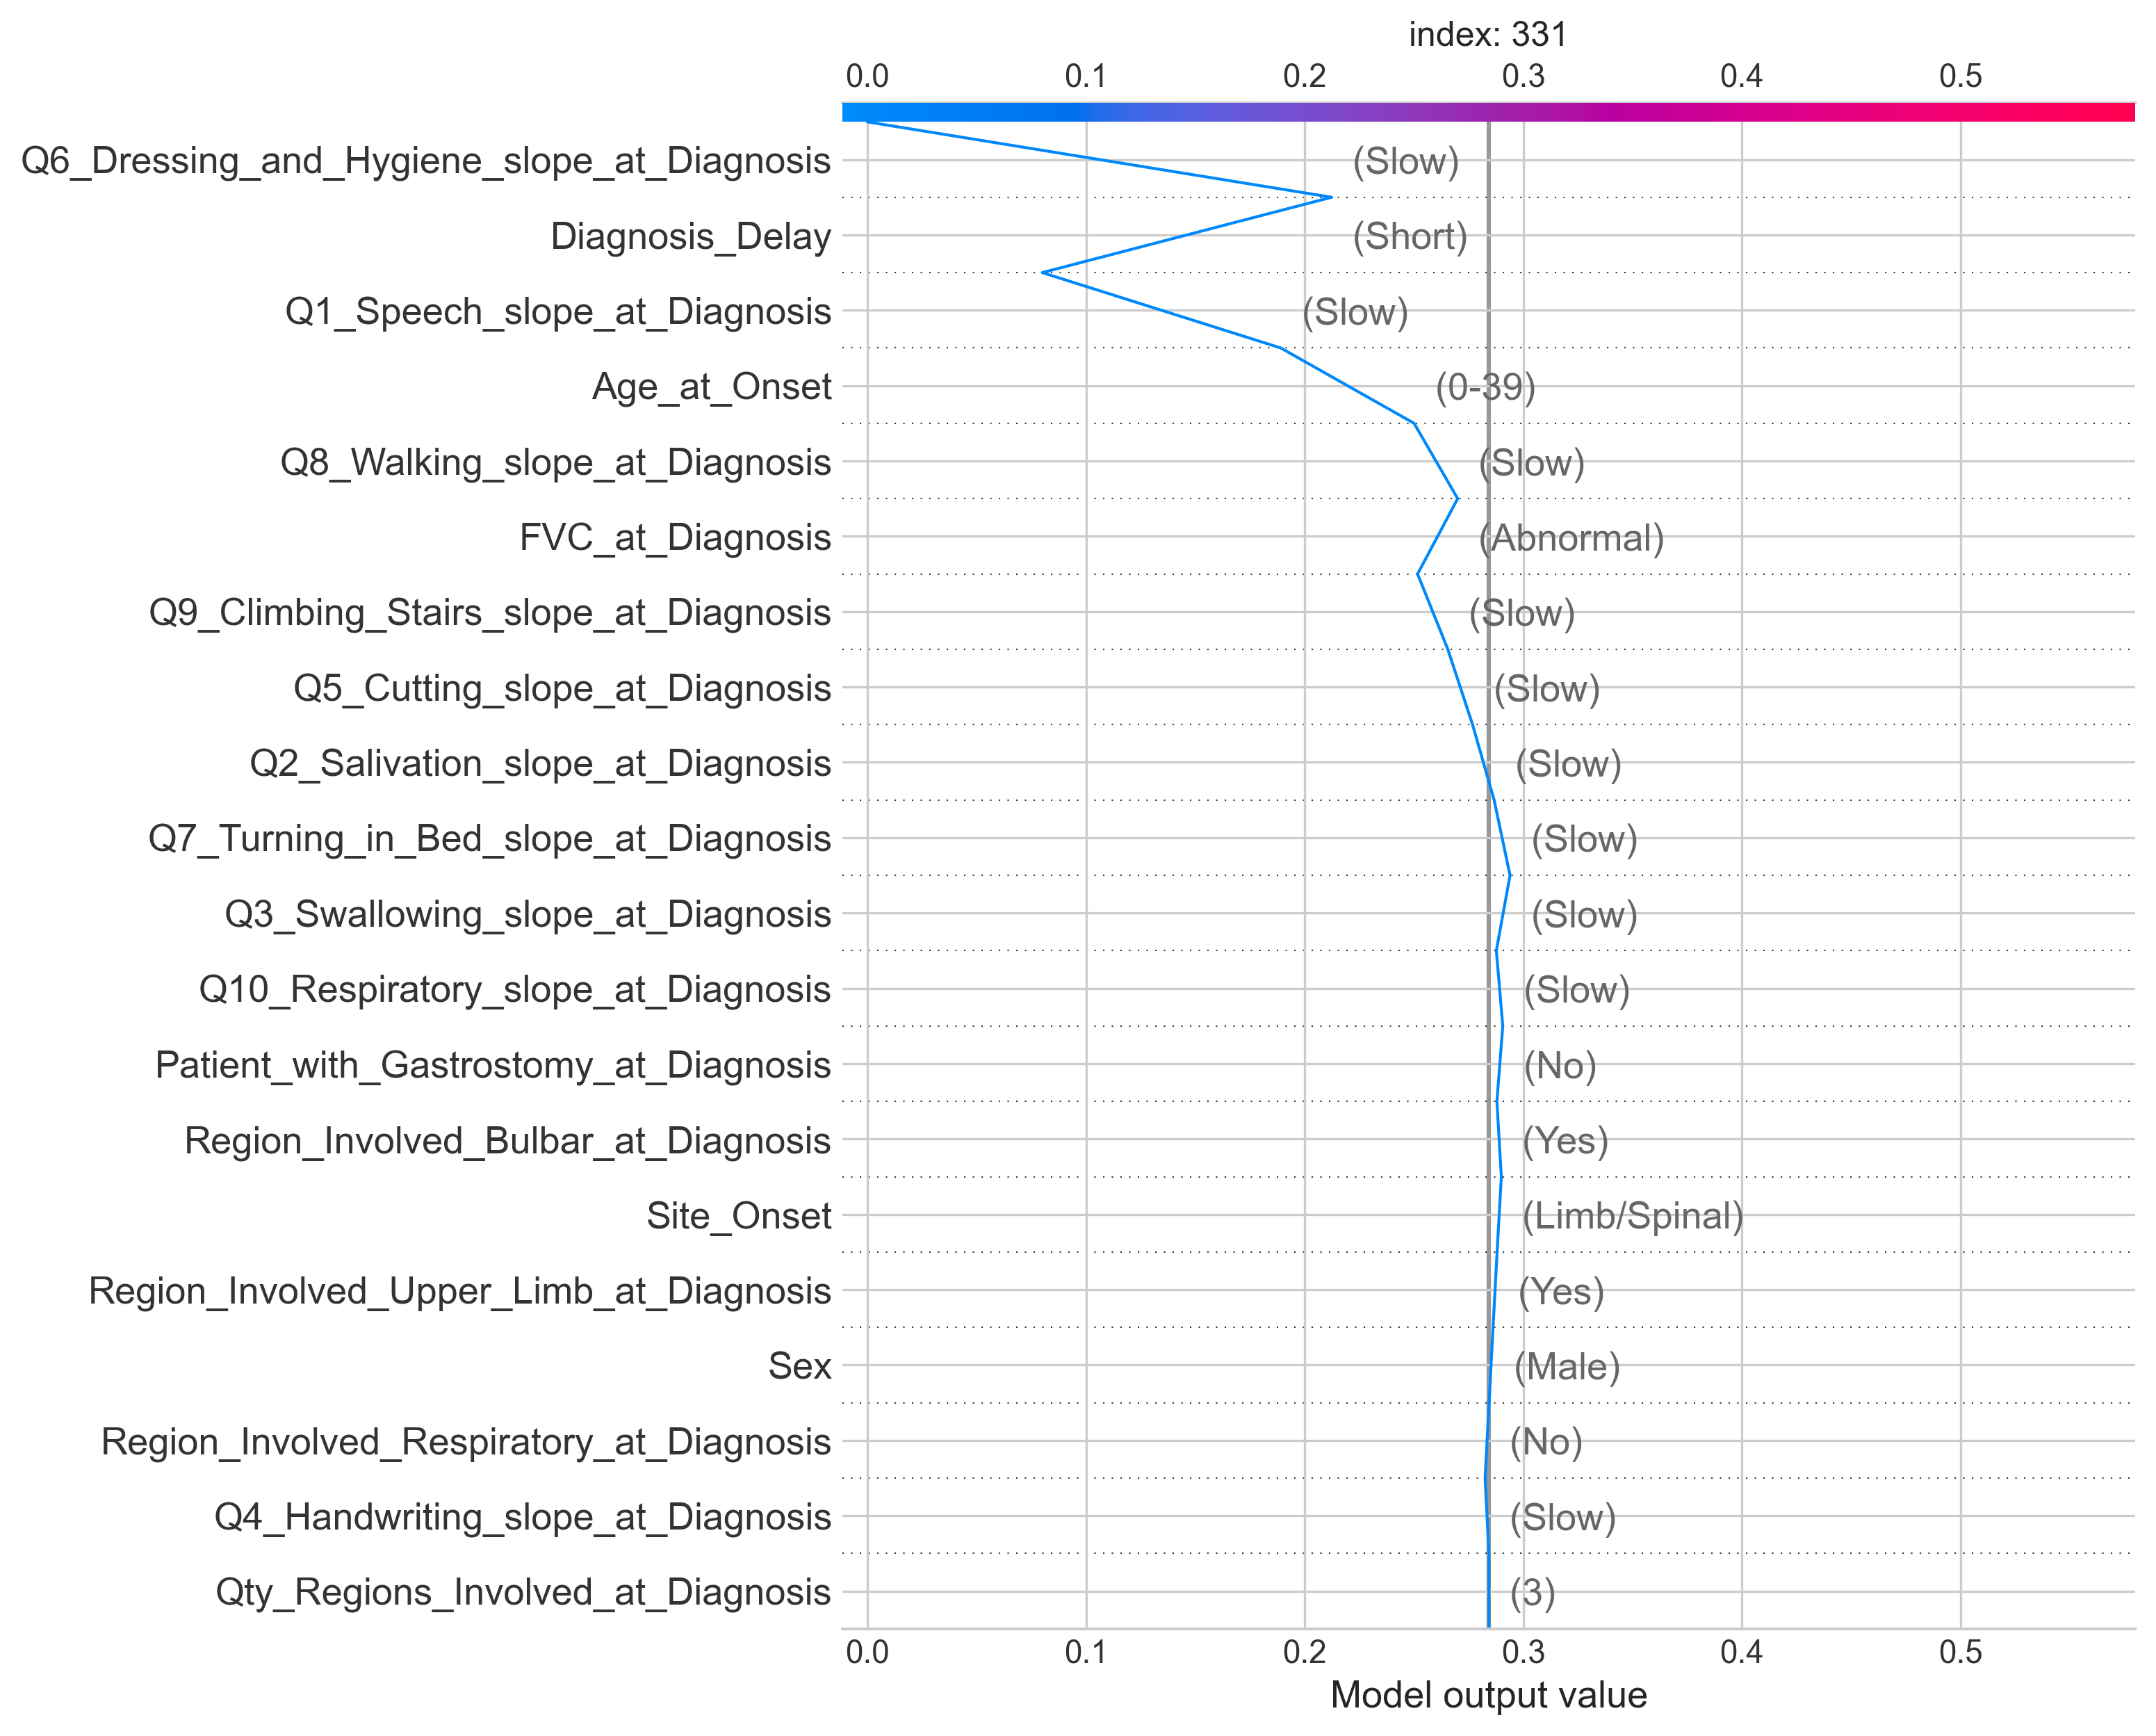 index: 331
0.0 0.1 0.2 0.3 0.4 0.5
Q6_Dressing_and_Hygiene_slope_at_Diagnosis (Slow)
Diagnosis_Delay (Short)
Q1_Speech_slope_at_Diagnosis (Slow)
Age_at_Onset (0-39)
Q8_Walking_slope_at_Diagnosis (Slow)
FVC_at_Diagnosis (Abnormal)
Q9_Climbing_Stairs_slope_at_Diagnosis (Slow)
Q5_Cutting_slope_at_Diagnosis (Slow)
Q2_Salivation_slope_at_Diagnosis (Slow)
Q7_Turning_in_Bed_slope_at_Diagnosis (Slow)
Q3_Swallowing_slope_at_Diagnosis (Slow)
Q10_Respiratory_slope_at_Diagnosis (Slow)
Patient_with_Gastrostomy_at_Diagnosis (No)
Region_Involved_Bulbar_at_Diagnosis (Yes)
Site_Onset (Limb/Spinal)
Region_Involved_Upper_Limb_at_Diagnosis (Yes)
Sex (Male)
Region_Involved_Respiratory_at_Diagnosis (No)
Q4_Handwriting_slope_at_Diagnosis (Slow)
Qty_Regions_Involved_at_Diagnosis (3)
0.0 0.1 0.2 0.3 0.4 0.5
Model output value